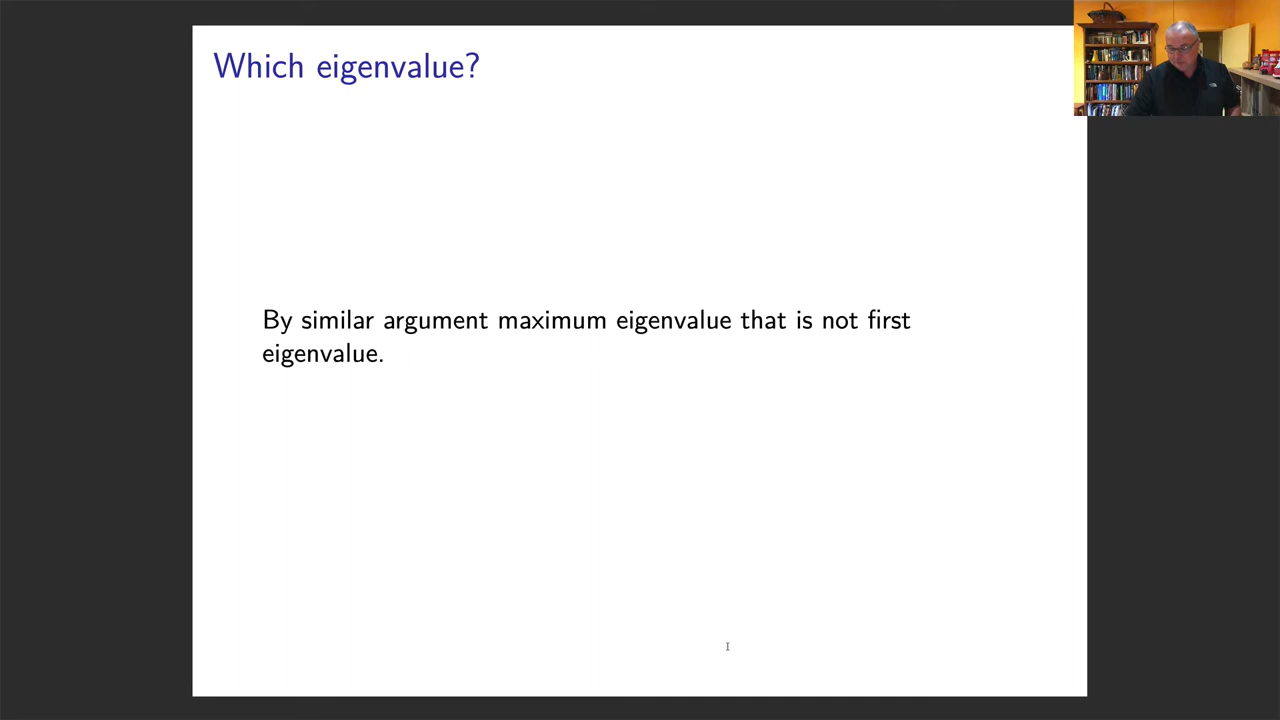 Which eigenvalue?
By similar argument maximum eigenvalue that is not first
eigenvalue.